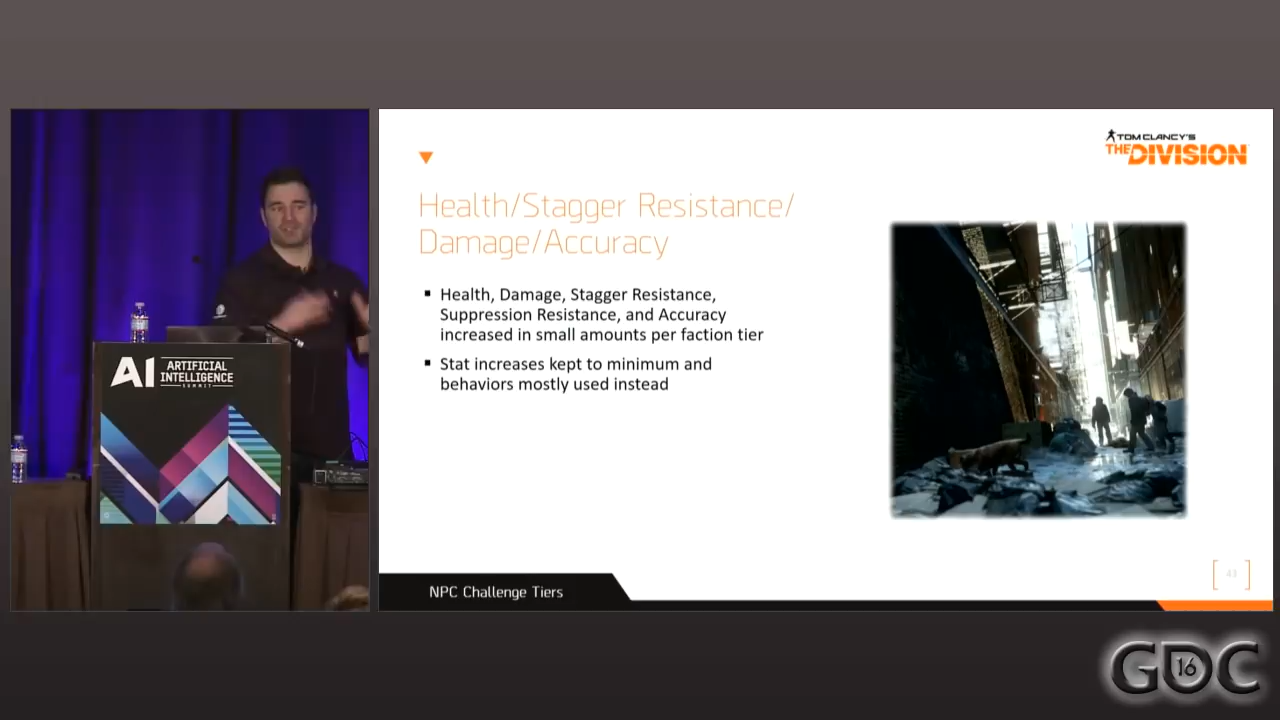 TOM CLANCY'S
THE DIVISION
Health/Stagger Resistance/
Damage/Accuracy
Health, Damage, Stagger Resistance,
Suppression Resistance, and Accuracy
increased in small amounts per faction tier
Stat increases kept to minimum and
behaviors mostly used instead
43
NPC Challenge Tiers
AI
ARTIFICIAL
INTELLIGENCE
SUMMIT
GDC
16